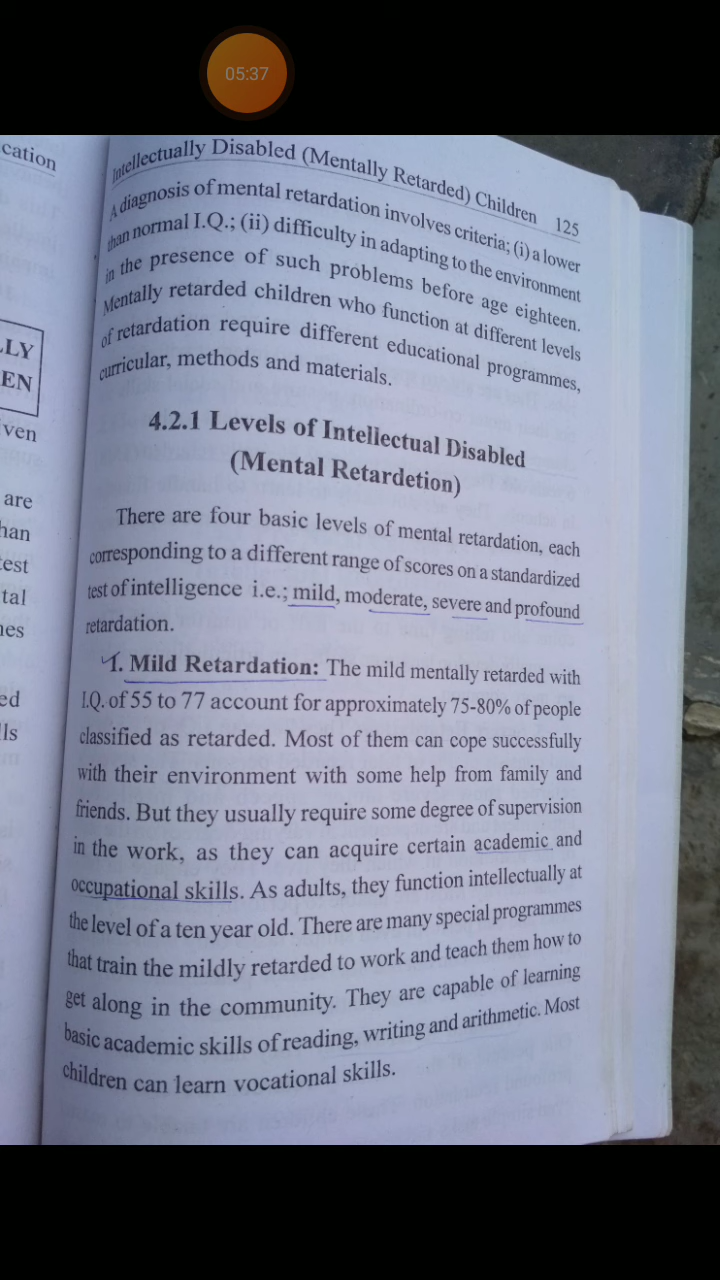 05:37
cation
LLY
EN
ven
are
han
test
tal
nes
ed
lls
Intellectually Disabled (Mentally Retarded) Children 125
A diagnosis of mental retardation involves criteria; (i) a lower
than normal I.Q.; (ii) difficulty in adapting to the environment
in the presence of such problems before age eighteen.
Mentally retarded children who function at different levels
of retardation require different educational programmes,
curricular, methods and materials.
4.2.1 Levels of Intellectual Disabled
(Mental Retardetion)
There are four basic levels of mental retardation, each
corresponding to a different range of scores on a standardized
test of intelligence i.e.; mild, moderate, severe and profound
retardation.
1. Mild Retardation: The mild mentally retarded with
I.Q. of 55 to 77 account for approximately 75-80% of people
classified as retarded. Most of them can cope successfully
with their environment with some help from family and
friends. But they usually require some degree of supervision
in the work, as they can acquire certain academic and
occupational skills. As adults, they function intellectually at
the level of a ten year old. There are many special programmes
that train the mildly retarded to work and teach them how to
get along in the community. They are capable of learning
basic academic skills of reading, writing and arithmetic. Most
children can learn vocational skills.